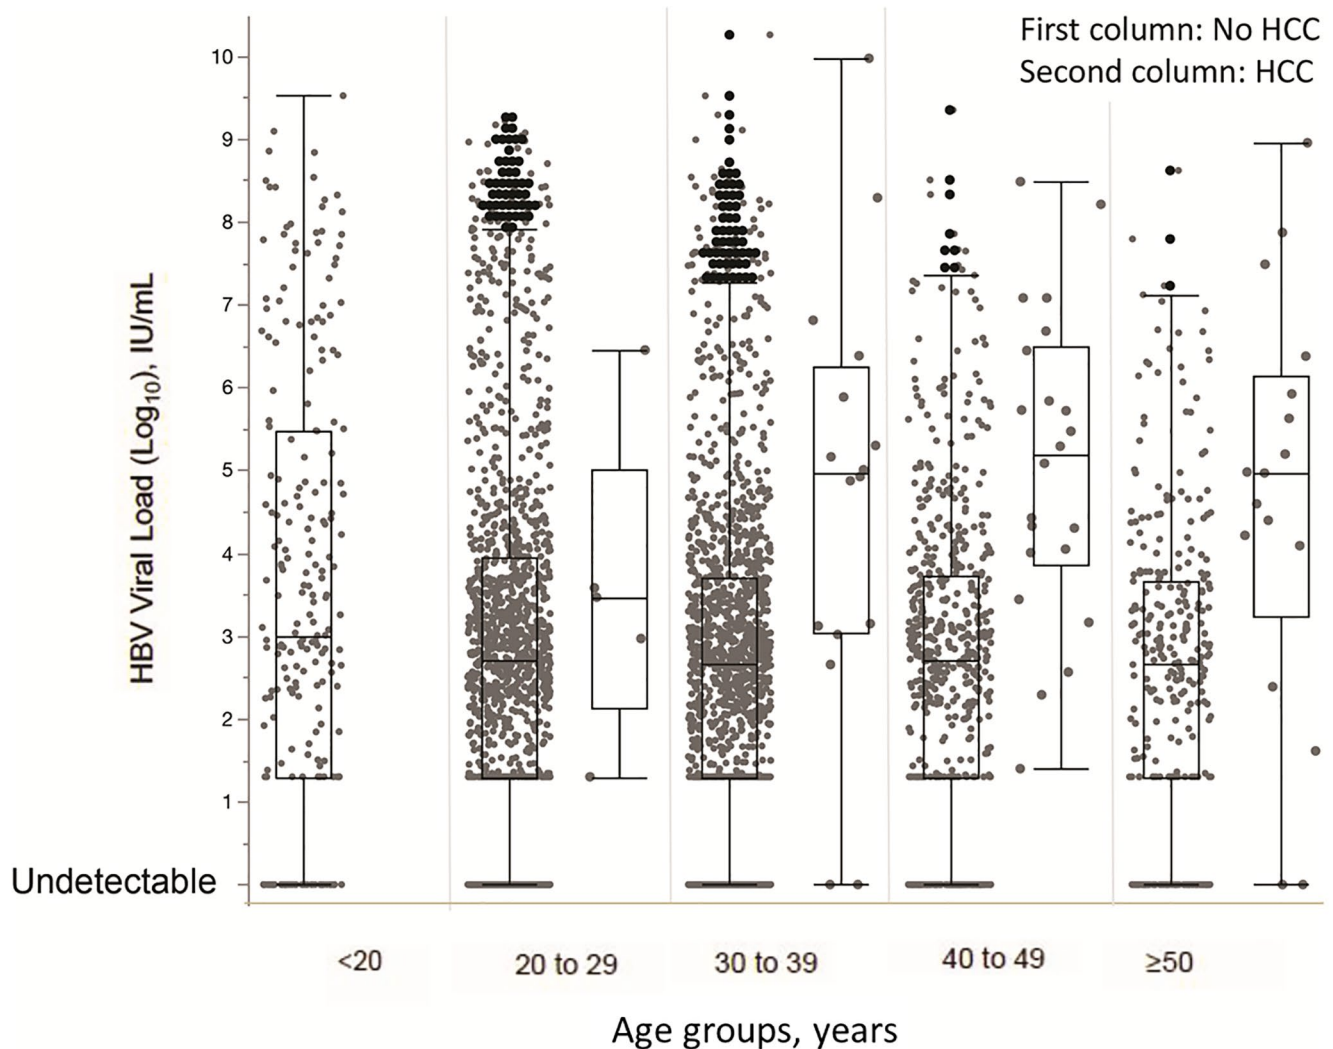 First column: No HCC
Second column: HCC
HBV Viral Load (Log₁₀), IU/mL
10
9
8
7
6
5
4
3
2
1
Undetectable
<20
20 to 29
30 to 39
40 to 49
≥50
Age groups, years